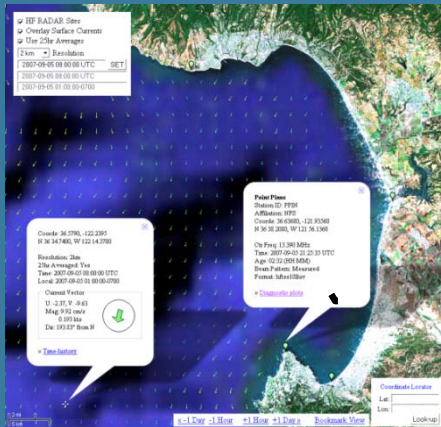 HF RADAR Sites
Overlay Surface Currents
Use 25hr Averages
2 km Resolution
2007-09-05 08:00:00 UTC SET
2007-09-05 08:00:00 UTC
2007-09-05 01:00:00-0700
Point Pinos
Station ID: PPIN
Affiliation: NPS
Coords: 36.63680, -121.93560
N 36 38.2080, W 121 56.1360
Ctr Freq: 13.390 MHz
Time: 2007-09-05 21:25:35 UTC
Age: 02:32 (HH:MM)
Beam Pattern: Measured
» Diagnostic plots
Coords: 36.5790, -122.2395
N 36 34.7400, W 122 14.3700
Resolution: 2km
25hr Averaged: Yes
Time: 2007-09-05 08:00:00 UTC
Local: 2007-09-05 01:00:00-0700
Current Vector
U: -2.37, V: -9.63
Mag: 9.92 cm/s
0.193 kts
Dir: 193.83° from N
» Time-history
Coordinate Locator
Lat:
Lon:
Look-up
« -1 Day -1 Hour +1 Hour +1 Day » Bookmark View